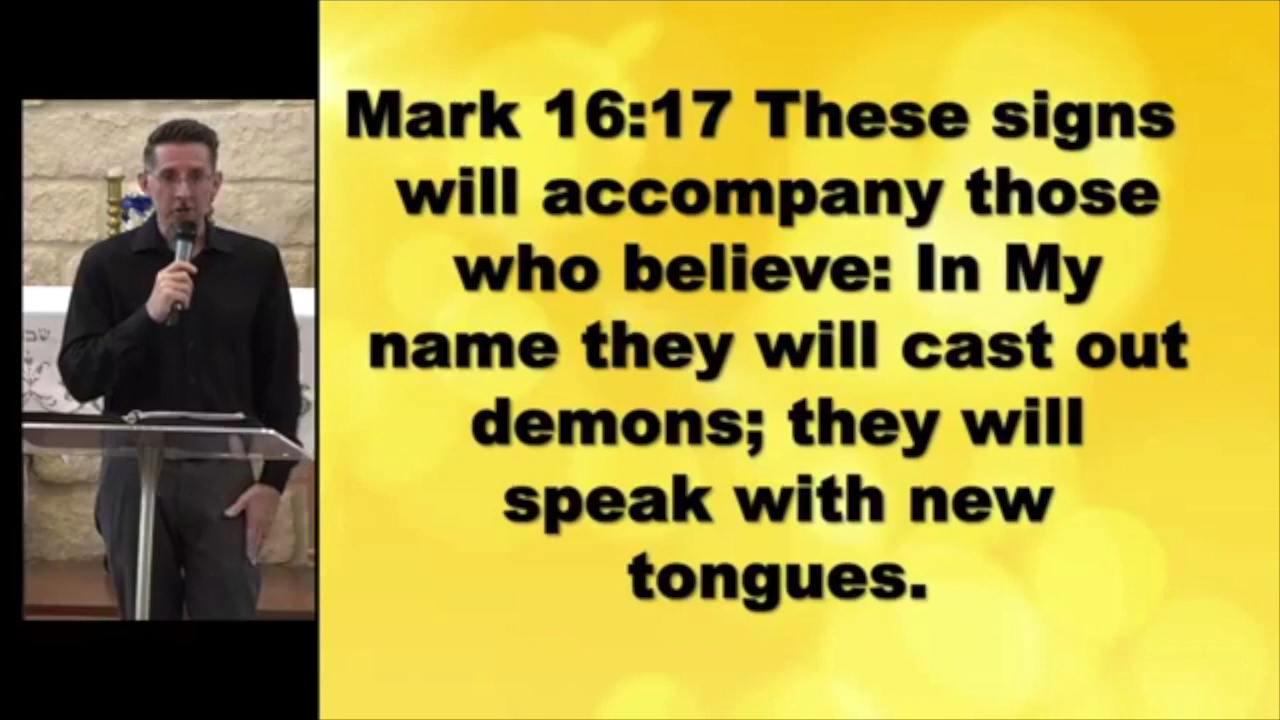 Mark 16:17 These signs
will accompany those
who believe: In My
name they will cast out
demons; they will
speak with new
tongues.